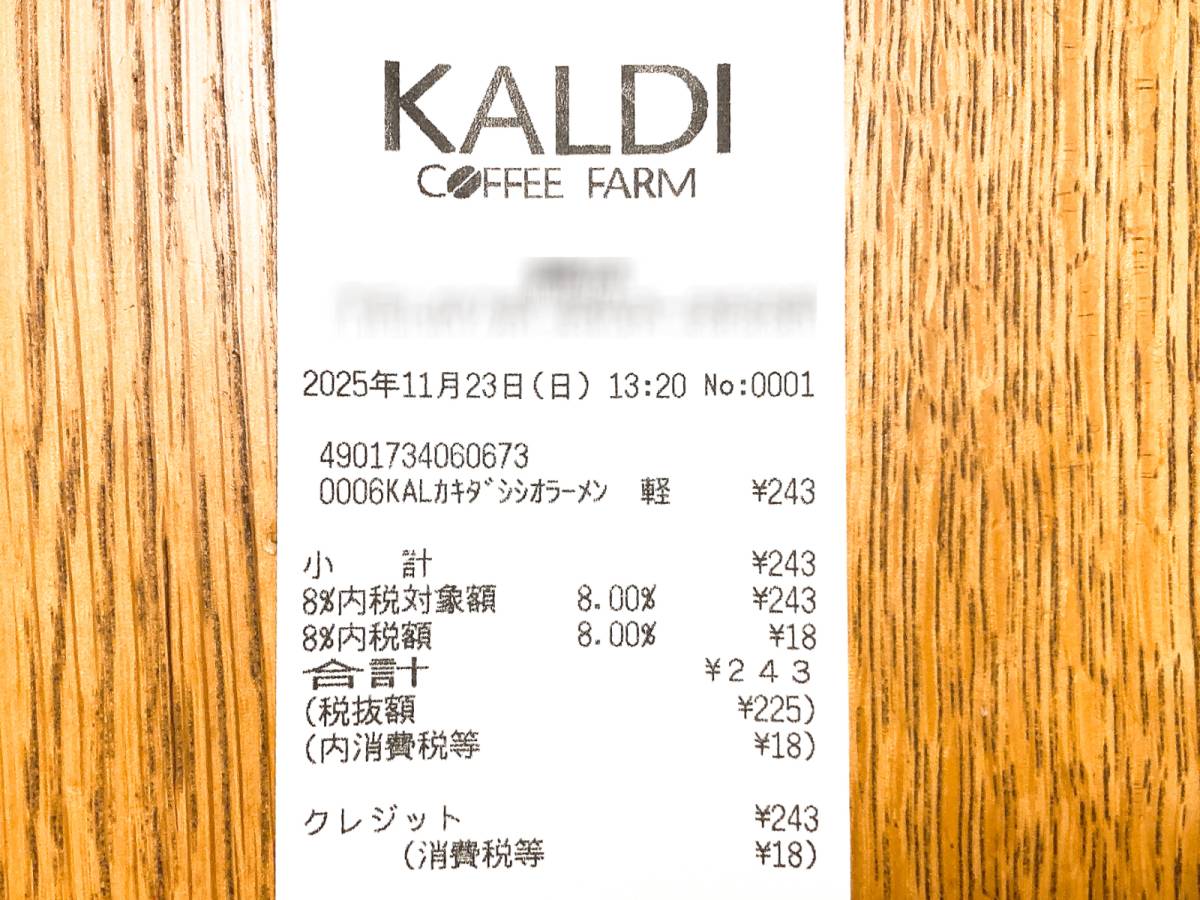 KALDI
COFFEE FARM
2025年11月23日(日) 13:20 No:0001
4901734060673
0006KALカキダシシオラーメン 軽 ¥243
小 計 ¥243
8%内税対象額 8.00% ¥243
8%内税額 8.00% ¥18
合計 ¥243
(税抜額 ¥225)
(内消費税等 ¥18)
クレジット ¥243
(消費税等 ¥18)